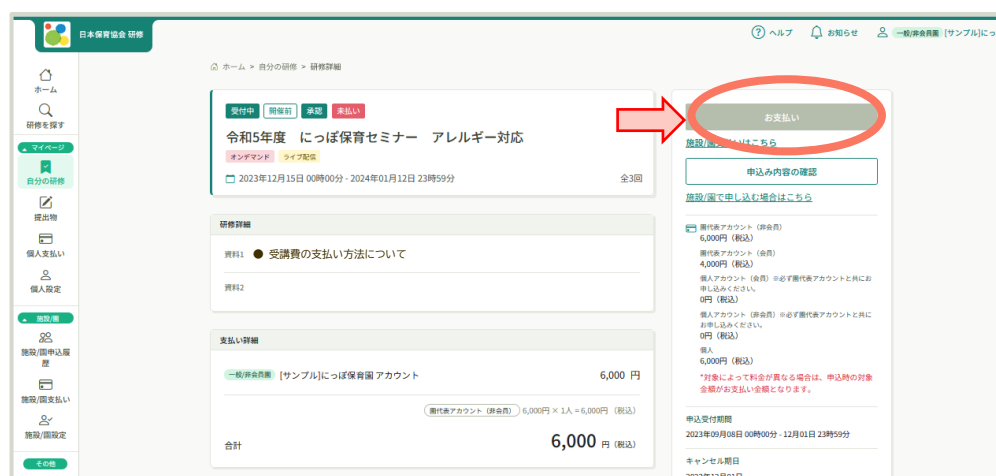 日本保育協会 研修
ヘルプ
お知らせ
一般/非会員園 [サンプル]にっ
ホーム
研修を探す
マイページ
自分の研修
提出物
個人支払い
個人設定
施設/園
施設/園申込履
歴
施設/園支払い
施設/園設定
その他
ホーム > 自分の研修 > 研修詳細
受付中 開催前 承認 未払い
令和5年度 にっぽ保育セミナー アレルギー対応
オンデマンド ライブ配信
2023年12月15日 00時00分 - 2024年01月12日 23時59分 全3回
研修詳細
資料1 ● 受講費の支払い方法について
資料2
支払い詳細
一般/非会員園 [サンプル]にっぽ保育園 アカウント 6,000 円
園代表アカウント（非会員） 6,000円 × 1人 = 6,000円 （税込）
合計 6,000 円 （税込）
お支払い
施設/園 はこちら
申込み内容の確認
施設/園で申し込む場合はこちら
園代表アカウント（非会員）
6,000円（税込）
園代表アカウント（会員）
4,000円（税込）
個人アカウント（会員）※必ず園代表アカウントと共にお
申し込みください。
0円（税込）
個人アカウント（非会員）※必ず園代表アカウントと共に
お申し込みください。
0円（税込）
個人
6,000円（税込）
*対象によって料金が異なる場合は、申込時の対象
金額がお支払い金額となります。
申込受付期間
2023年09月08日 00時00分 - 12月01日 23時59分
キャンセル期日
2023年12月01日